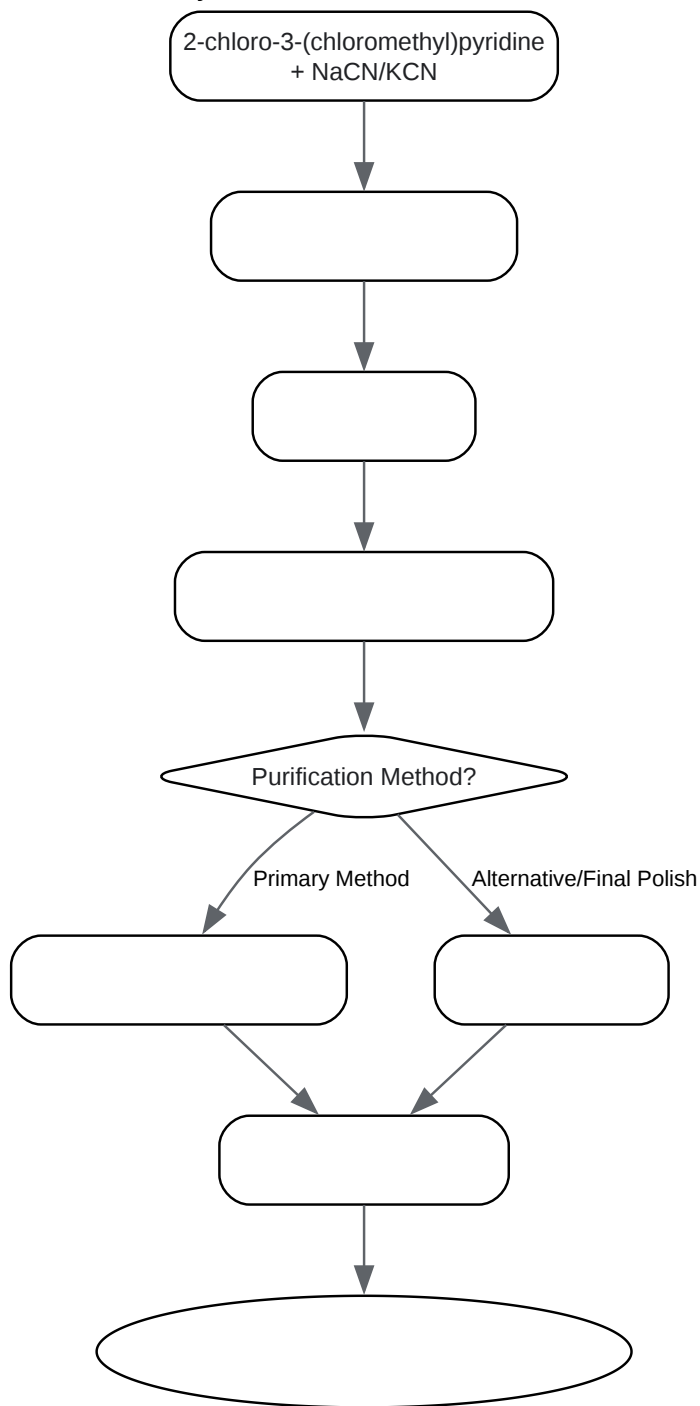 2-chloro-3-(chloromethyl)pyridine
+ NaCN/KCN
Purification Method?
Primary Method
Alternative/Final Polish